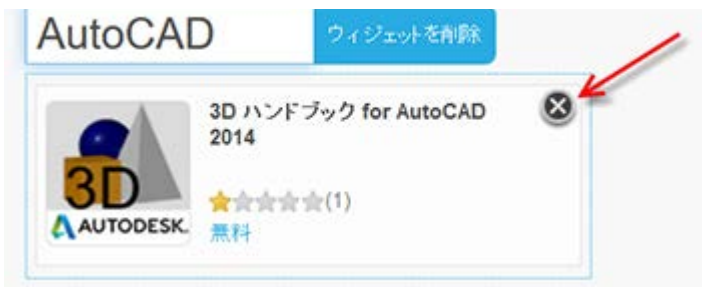 AutoCAD
ウィジェットを削除
3D ハンドブック for AutoCAD
2014
3D
AUTODESK.
(1)
無料